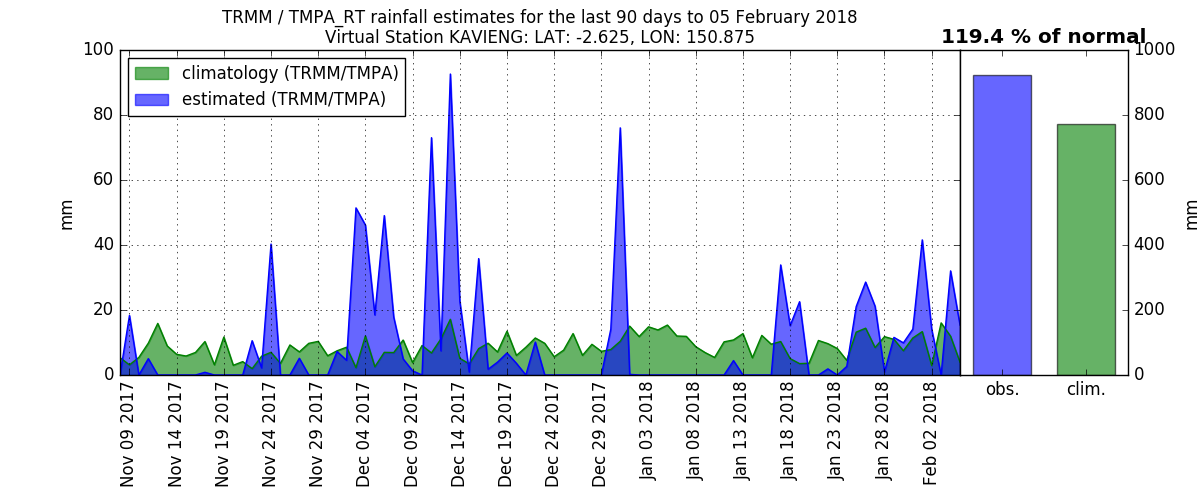 TRMM / TMPA_RT rainfall estimates for the last 90 days to 05 February 2018
Virtual Station KAVIENG: LAT: -2.625, LON: 150.875
119.4 % of normal
climatology (TRMM/TMPA)
estimated (TRMM/TMPA)
100
80
60
40
20
0
mm
1000
800
600
400
200
0
mm
Nov 09 2017
Nov 14 2017
Nov 19 2017
Nov 24 2017
Nov 29 2017
Dec 04 2017
Dec 09 2017
Dec 14 2017
Dec 19 2017
Dec 24 2017
Dec 29 2017
Jan 03 2018
Jan 08 2018
Jan 13 2018
Jan 18 2018
Jan 23 2018
Jan 28 2018
Feb 02 2018
obs.
clim.